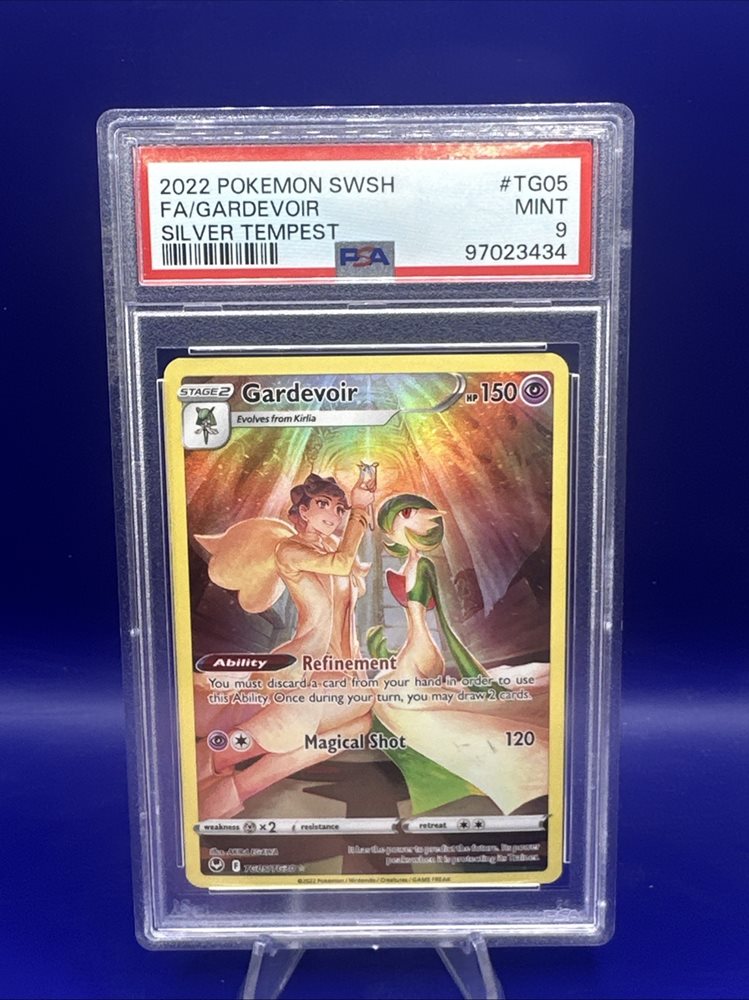 2022 POKEMON SWSH #TG05
FA/GARDEVOIR MINT
SILVER TEMPEST 9
PSA 97023434
STAGE2 Gardevoir HP 150
Evolves from Kirlia
Ability Refinement
You must discard a card from your hand in order to use
this Ability. Once during your turn, you may draw 2 cards.
Magical Shot 120
weakness ×2 resistance retreat
Illus.
It has the power to predict the future. Its power
peaks when it is protecting its Trainer.
F TG05/TG30
©2022 Pokémon / Nintendo / Creatures / GAME FREAK